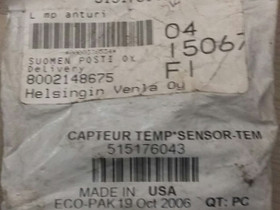 L mp anturi
04
15067
FI
SUOMEN POSTI OY
Delivery
8002148675
Helsingin Venla Oy
CAPTEUR TEMP*SENSOR-TEM
515176043
MADE IN USA
ECO-PAK 19 Oct 2006 QT: PC